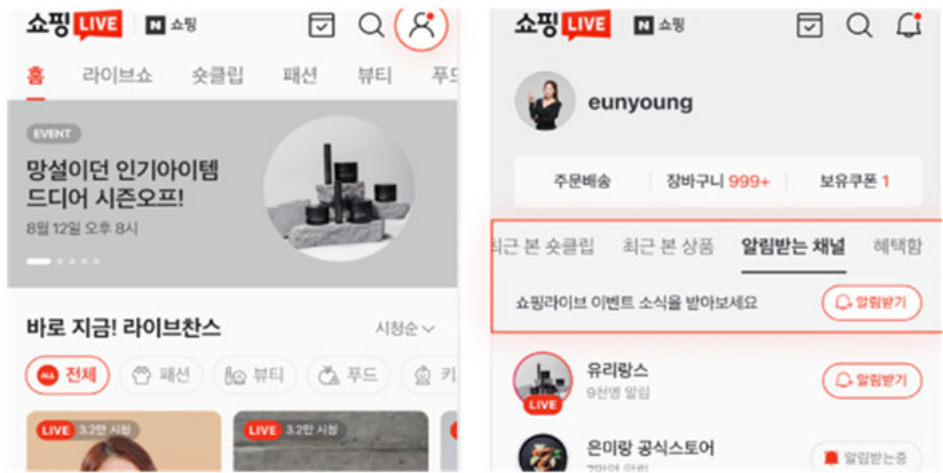 쇼핑 LIVE N 쇼핑
홈 라이브쇼 숏클립 패션 뷰티 푸드
EVENT
망설이던 인기아이템
드디어 시즌오프!
8월 12일 오후 8시
바로 지금! 라이브찬스 시청순
ALL 전체 패션 뷰티 푸드 키
LIVE 3.2만 시청 LIVE 3.2만 시청
쇼핑 LIVE N 쇼핑
eunyoung
주문배송 장바구니 999+ 보유쿠폰 1
최근 본 숏클립 최근 본 상품 알림받는 채널 혜택함
쇼핑라이브 이벤트 소식을 받아보세요 알림받기
유리랑스 알림받기
9천명 알림
LIVE
은미랑 공식스토어 알림받는중